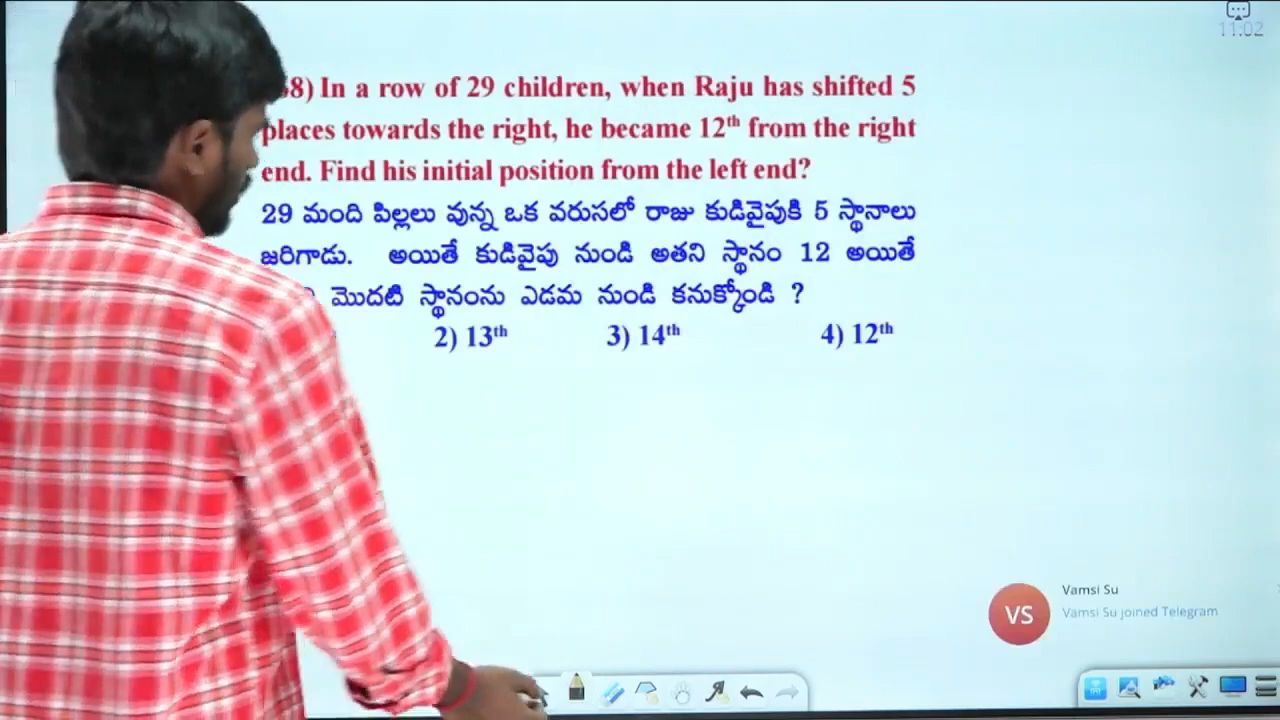 11:02
8) In a row of 29 children, when Raju has shifted 5
places towards the right, he became 12th from the right
end. Find his initial position from the left end?
29 మంది పిల్లలు వున్న ఒక వరుసలో రాజు కుడివైపుకి 5 స్థానాలు
జరిగాడు. అయితే కుడివైపు నుండి అతని స్థానం 12 అయితే
మొదటి స్థానంను ఎడమ నుండి కనుక్కోండి ?
2) 13th 3) 14th 4) 12th
VS
Vamsi Su
Vamsi Su joined Telegram